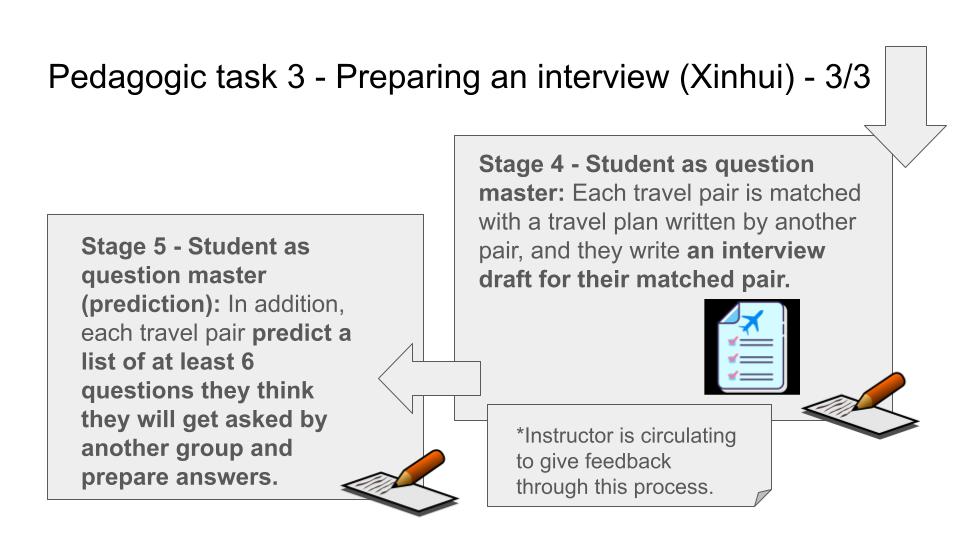 Pedagogic task 3 - Preparing an interview (Xinhui) - 3/3
Stage 4 - Student as question
master: Each travel pair is matched
with a travel plan written by another
pair, and they write an interview
draft for their matched pair.
*Instructor is circulating
to give feedback
through this process.
Stage 5 - Student as
question master
(prediction): In addition,
each travel pair predict a
list of at least 6
questions they think
they will get asked by
another group and
prepare answers.